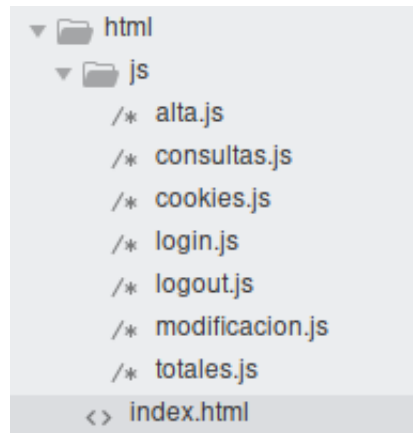 html
js
/* alta.js
/* consultas.js
/* cookies.js
/* login.js
/* logout.js
/* modificacion.js
/* totales.js
<> index.html